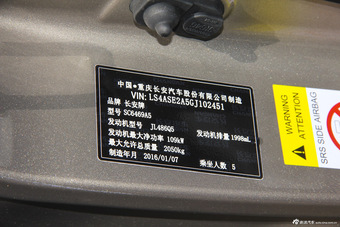 中国·重庆长安汽车股份有限公司制造
VIN: LS4ASE2A5GJ102451
品牌 长安牌
型号 SC6469A5
发动机型号 JL486Q5 发动机排量 1998mL
发动机最大净功率 109kW
最大允许总质量 2050kg
制造年月 2016/01/07 乘坐人数 5
WARNING
ATTENTION
SRS SIDE AIRBAG